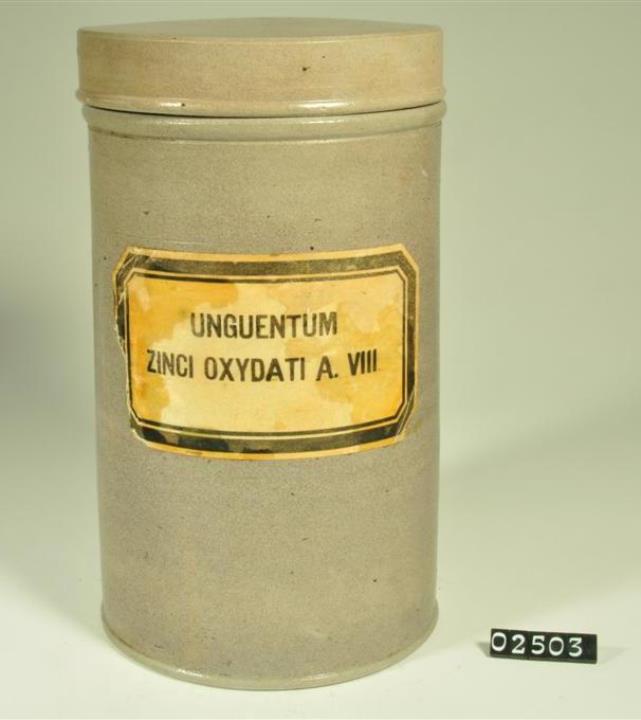 UNGUENTUM
ZINCI OXYDATI A. VIII
02503